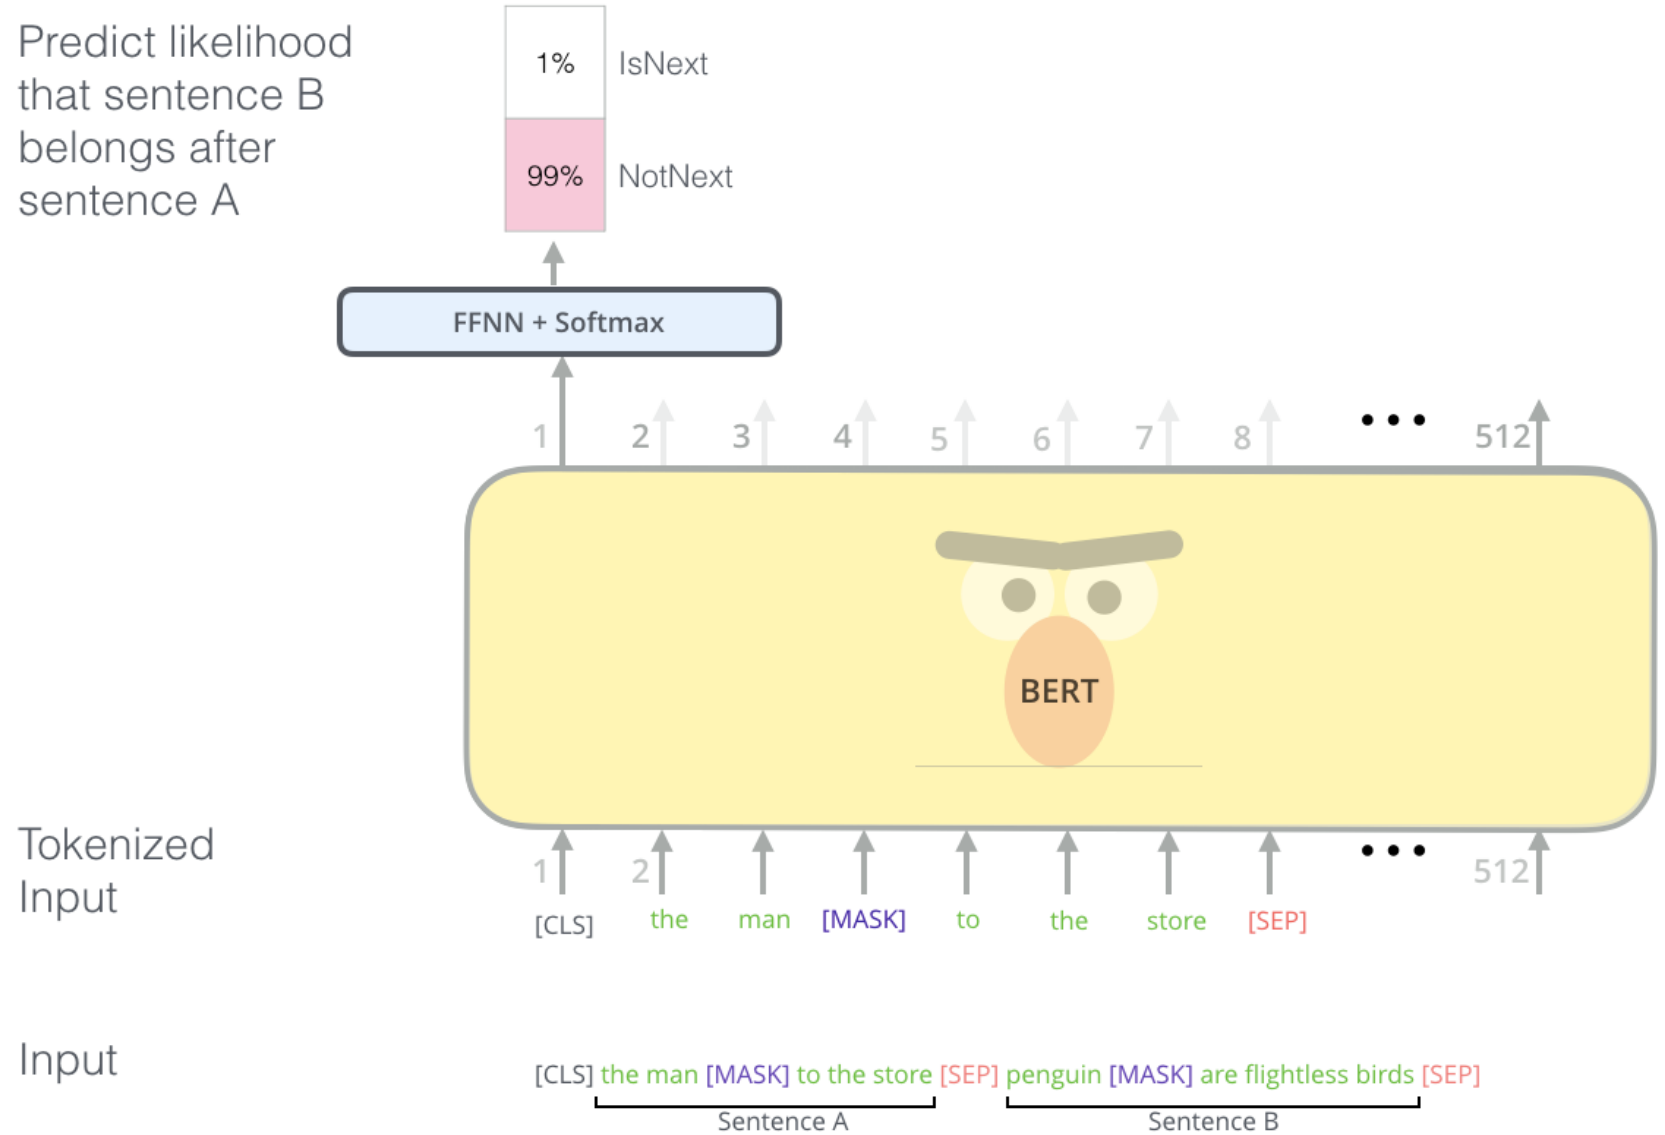 Predict likelihood
that sentence B
belongs after
sentence A
1% IsNext
99% NotNext
FFNN + Softmax
1 2 3 4 5 6 7 8 ••• 512
BERT
Tokenized
Input
1 2 ••• 512
[CLS] the man [MASK] to the store [SEP]
Input
[CLS] the man [MASK] to the store [SEP] penguin [MASK] are flightless birds [SEP]
Sentence A Sentence B